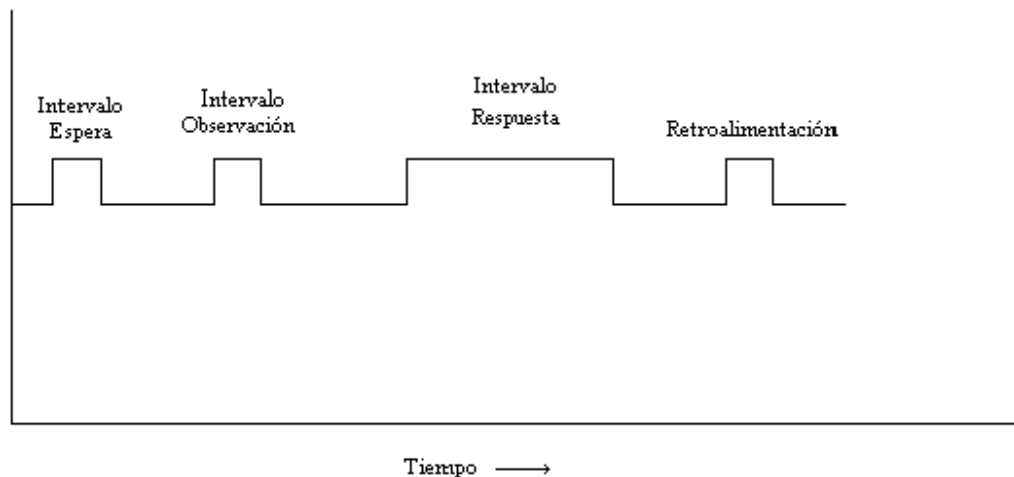 Intervalo
Espera
Intervalo
Observación
Intervalo
Respuesta
Retroalimentación
Tiempo